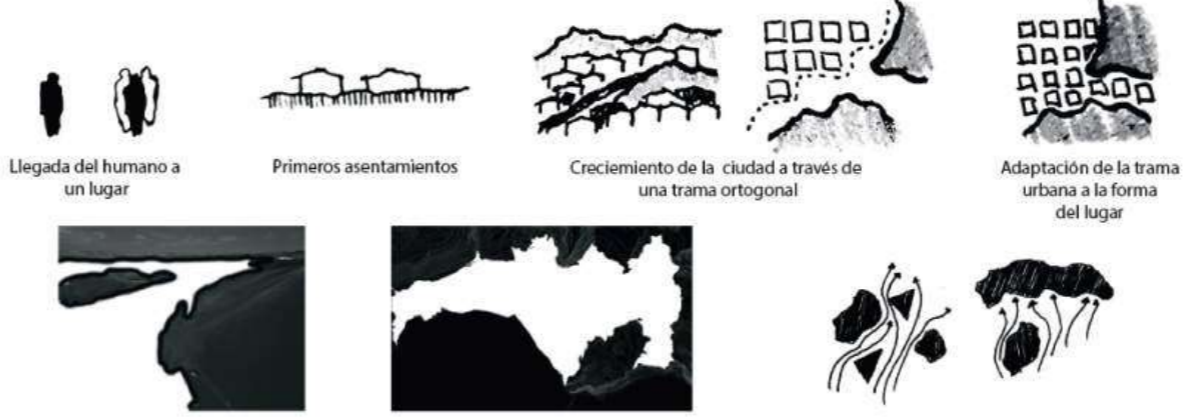 Llegada del humano a
un lugar
Primeros asentamientos
Creciemiento de la ciudad a través de
una trama ortogonal
Adaptación de la trama
urbana a la forma
del lugar